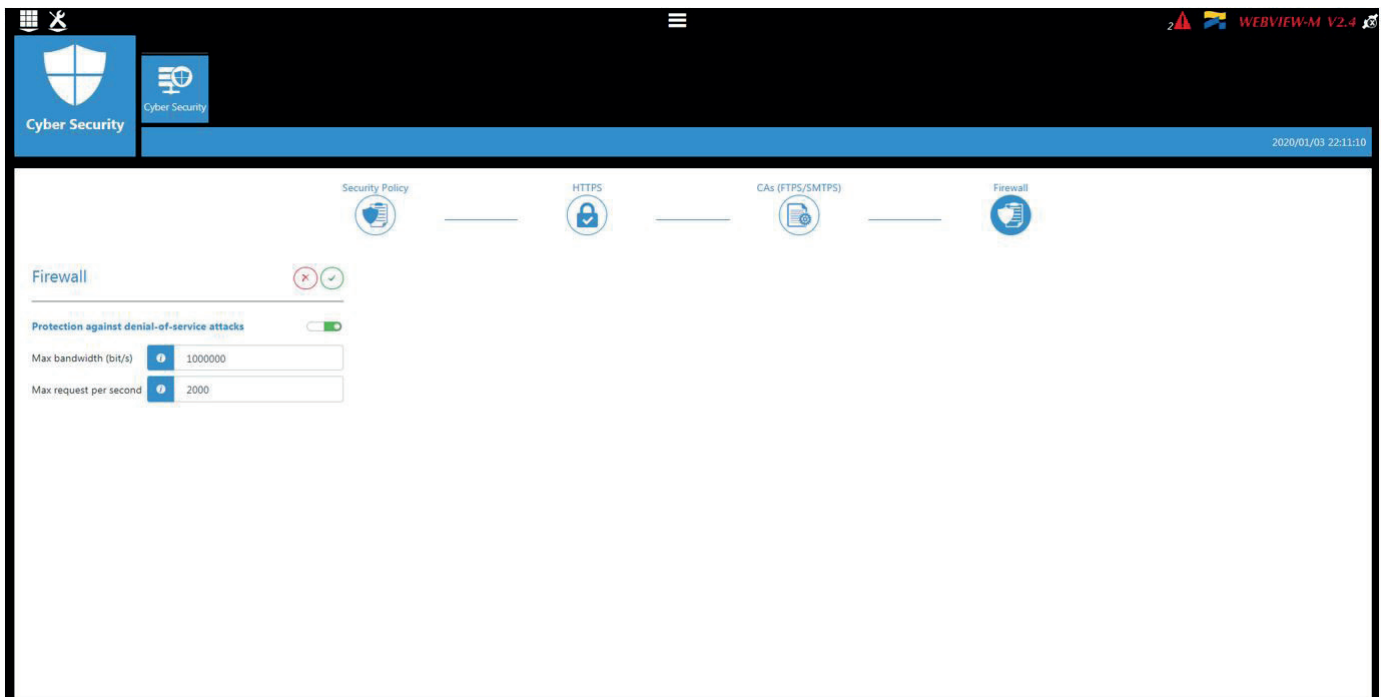 2
WEBVIEW-M V2.4
Cyber Security
Cyber Security
2020/01/03 22:11:10
Security Policy
HTTPS
CAs (FTPS/SMTPS)
Firewall
Firewall
Protection against denial-of-service attacks
Max bandwidth (bit/s) 1000000
Max request per second 2000